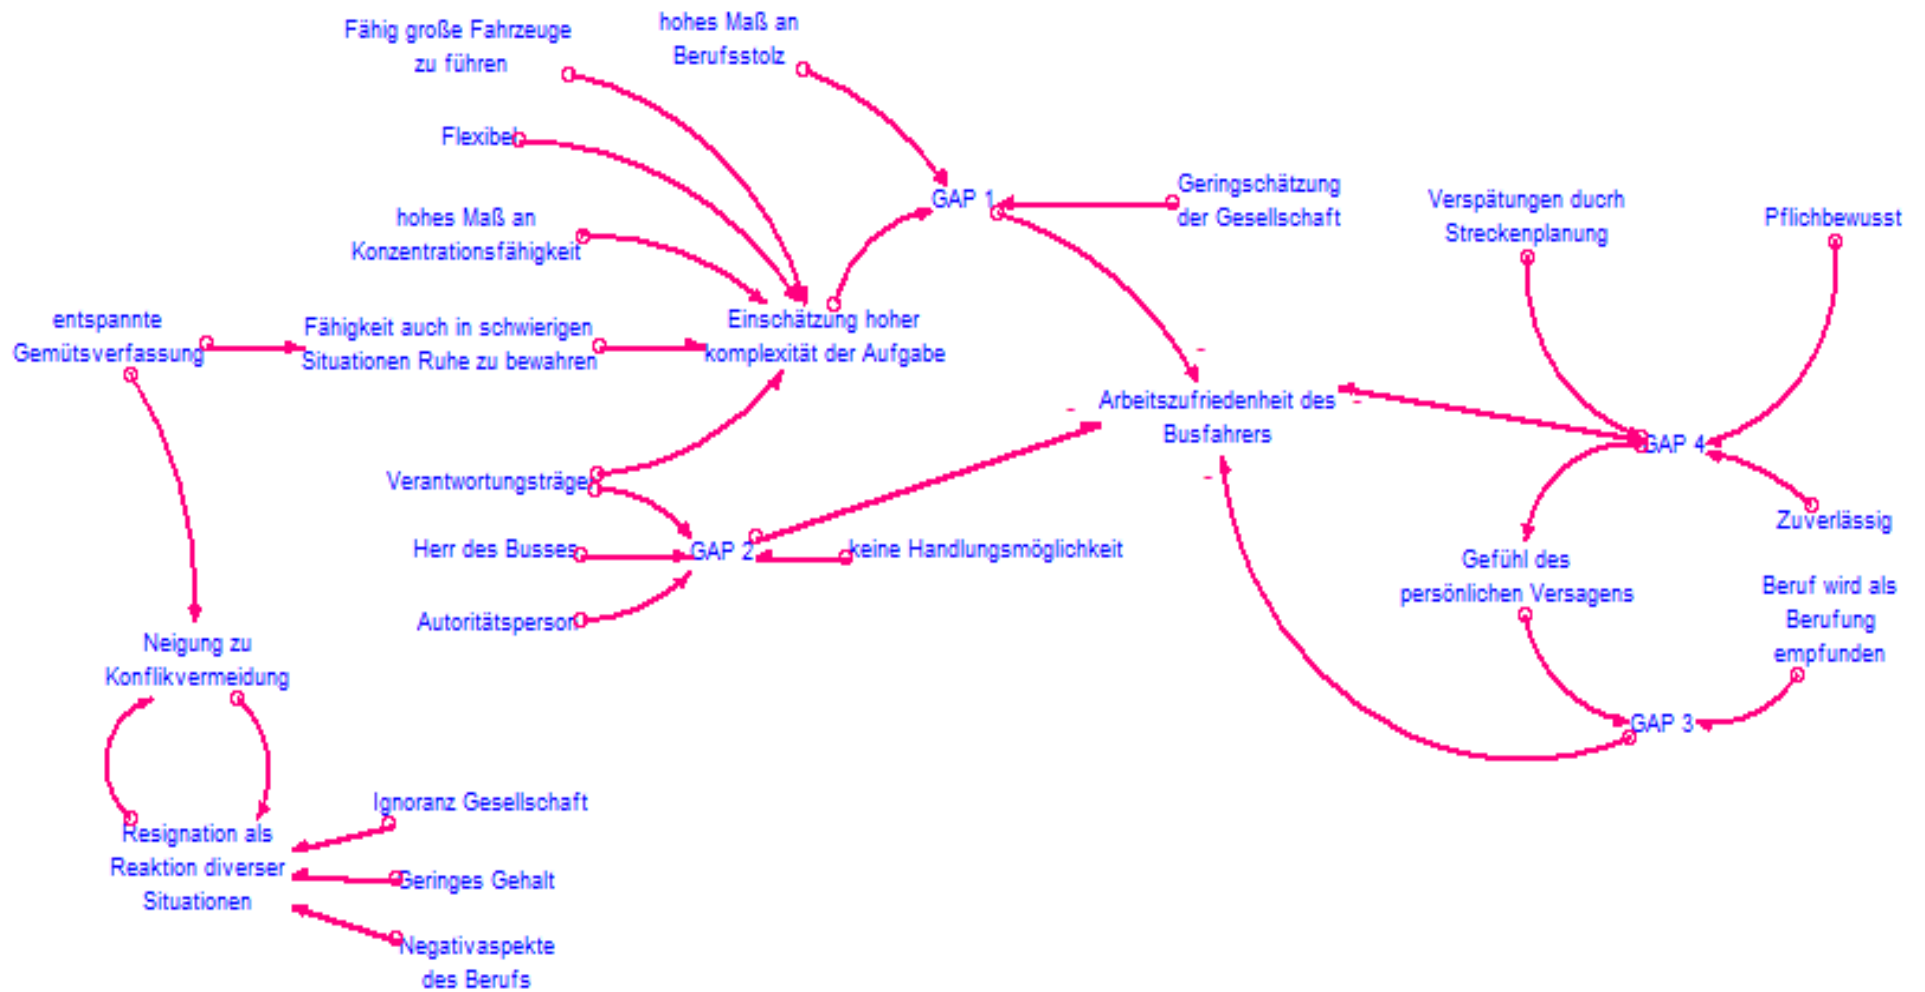 Fähig große Fahrzeuge
zu führen
hohes Maß an
Berufsstolz
Flexibel
hohes Maß an
Konzentrationsfähigkeit
GAP 1
Geringschätzung
der Gesellschaft
Verspätungen ducrh
Streckenplanung
Pflichbewusst
entspannte
Gemütsverfassung
Fähigkeit auch in schwierigen
Situationen Ruhe zu bewahren
Einschätzung hoher
komplexität der Aufgabe
-
Arbeitszufriedenheit des
Busfahrers
-
-
-
GAP 4
Verantwortungsträger
Herr des Busses
GAP 2
keine Handlungsmöglichkeit
Autoritätsperson
Zuverlässig
Gefühl des
persönlichen Versagens
Beruf wird als
Berufung
empfunden
GAP 3
Neigung zu
Konflikvermeidung
Resignation als
Reaktion diverser
Situationen
Ignoranz Gesellschaft
Geringes Gehalt
Negativaspekte
des Berufs